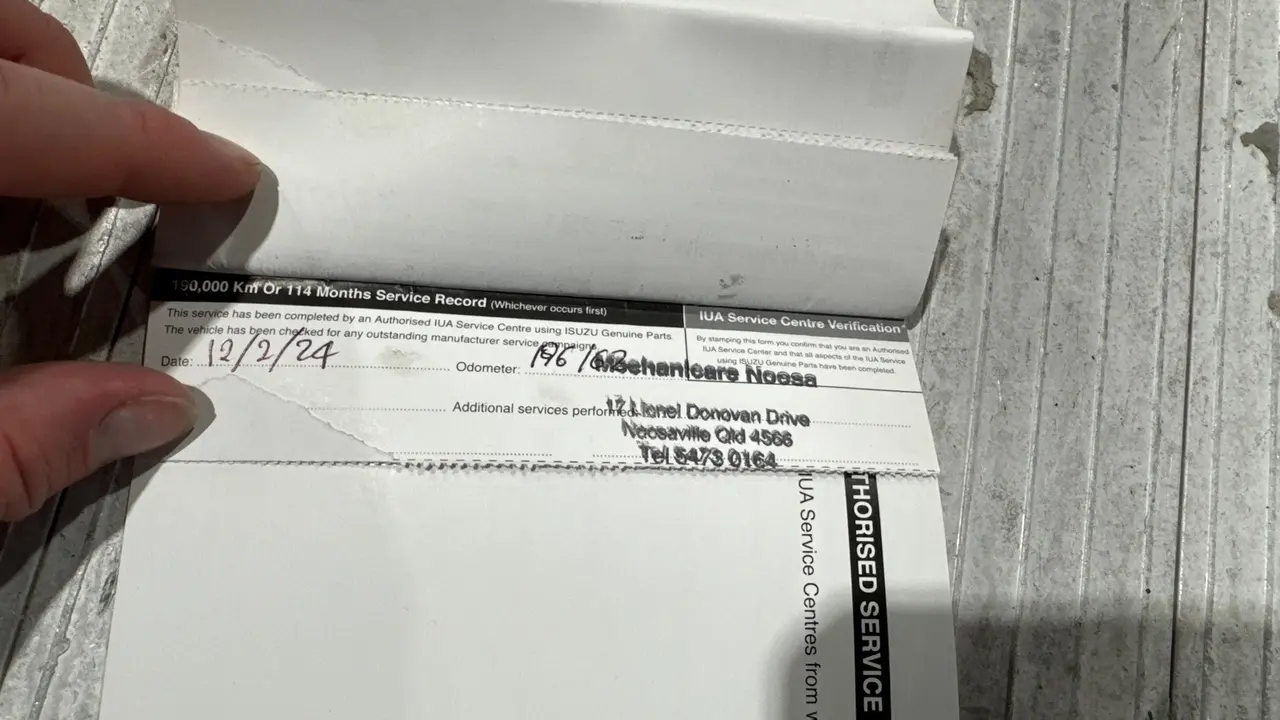 190,000 Km Or 114 Months Service Record (Whichever occurs first)
This service has been completed by an Authorised IUA Service Centre using ISUZU Genuine Parts.
The vehicle has been checked for any outstanding manufacturer service campaigns.
Date: 12/2/24
Odometer:
Additional services performed:
IUA Service Centre Verification
By stamping this form you confirm that you are an Authorised
IUA Service Center and that all aspects of the IUA Service
using ISUZU Genuine Parts have been completed.
Mechanicare Noosa
17 Lionel Donovan Drive
Noosaville Qld 4566
Tel 5473 0164
IUA Service Centres from
THORISED SERVICE